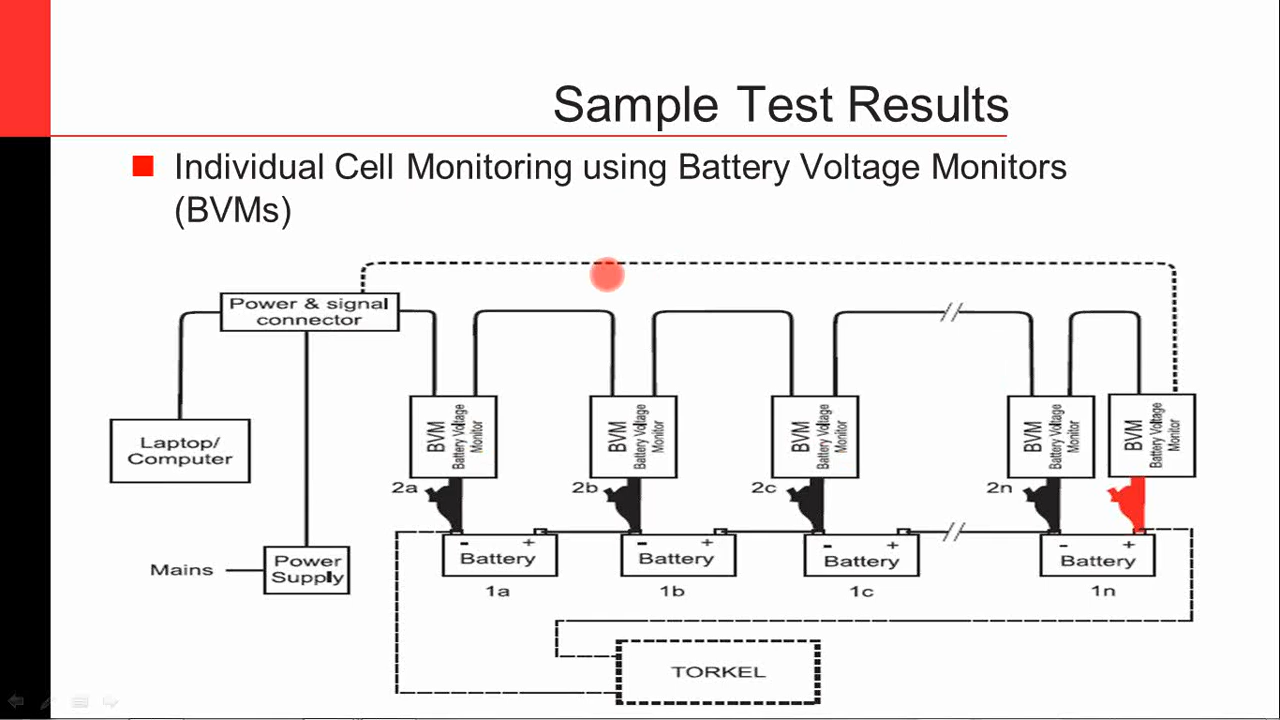 Sample Test Results
Individual Cell Monitoring using Battery Voltage Monitors
(BVMs)
Power & signal
connector
Laptop/
Computer
Mains
Power
Supply
BVM
Battery Voltage
Monitor
BVM
Battery Voltage
Monitor
BVM
Battery Voltage
Monitor
BVM
Battery Voltage
Monitor
BVM
Battery Voltage
Monitor
2a
2b
2c
2n
- +
Battery
1a
- +
Battery
1b
- +
Battery
1c
- +
Battery
1n
TORKEL